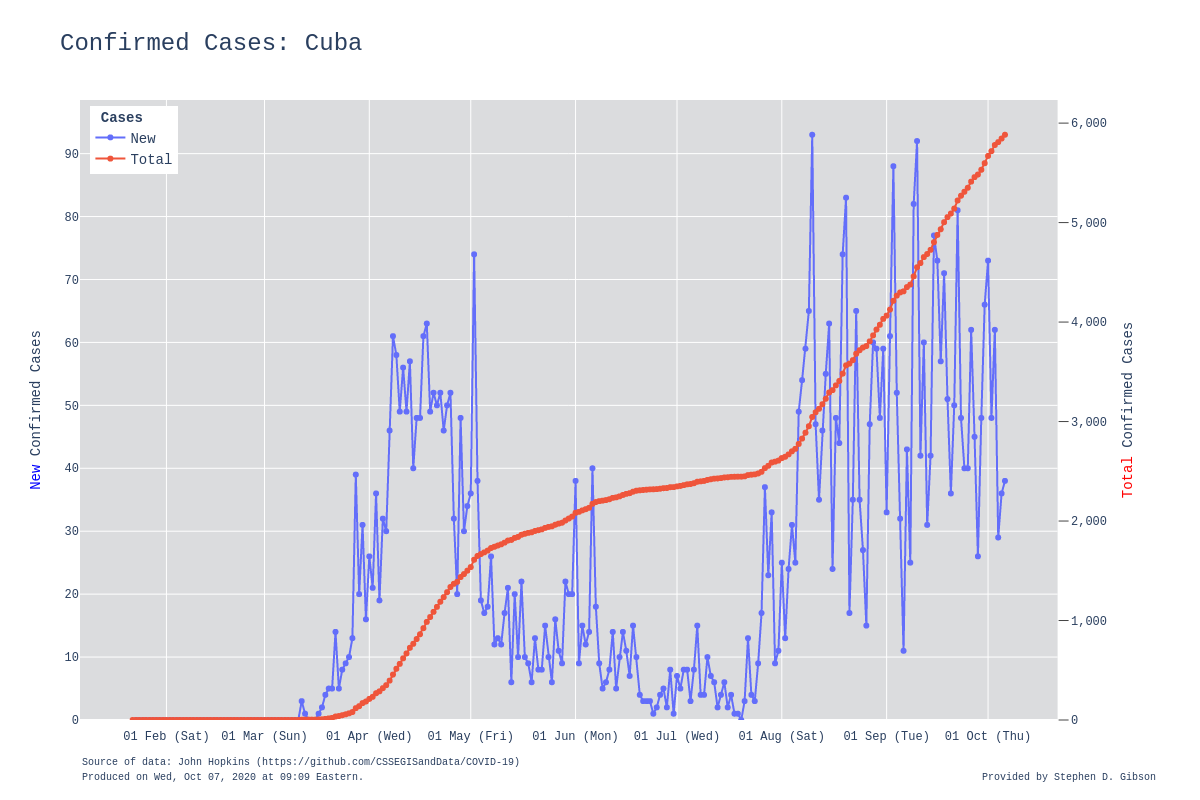 Confirmed Cases: Cuba
Cases
New
Total
90
80
70
60
50
40
30
20
10
0
New Confirmed Cases
6,000
5,000
4,000
3,000
2,000
1,000
0
Total Confirmed Cases
01 Feb (Sat) 01 Mar (Sun) 01 Apr (Wed) 01 May (Fri) 01 Jun (Mon) 01 Jul (Wed) 01 Aug (Sat) 01 Sep (Tue) 01 Oct (Thu)
Source of data: John Hopkins (https://github.com/CSSEGISandData/COVID-19)
Produced on Wed, Oct 07, 2020 at 09:09 Eastern.
Provided by Stephen D. Gibson